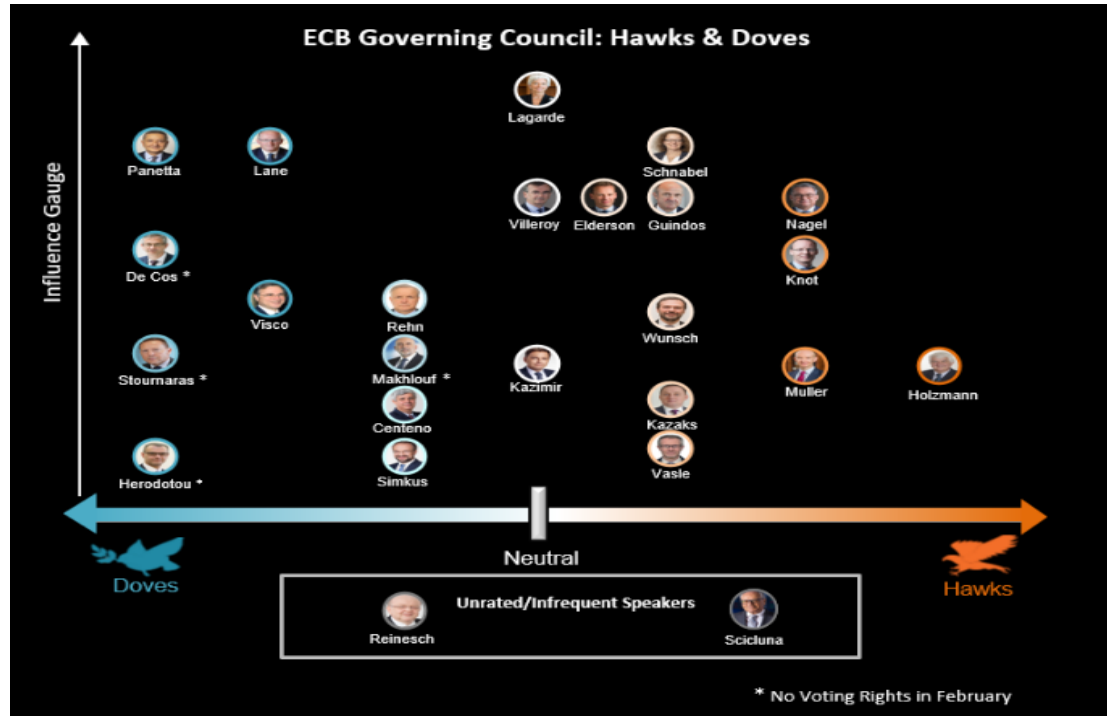 ECB Governing Council: Hawks & Doves
Influence Gauge
Lagarde
Panetta
Lane
Schnabel
Villeroy
Elderson
Guindos
Nagel
De Cos *
Knot
Visco
Rehn
Wunsch
Stournaras *
Makhlouf *
Kazimir
Muller
Holzmann
Centeno
Kazaks
Herodotou *
Simkus
Vasle
Neutral
Doves
Hawks
Unrated/Infrequent Speakers
Reinesch
Scicluna
* No Voting Rights in February